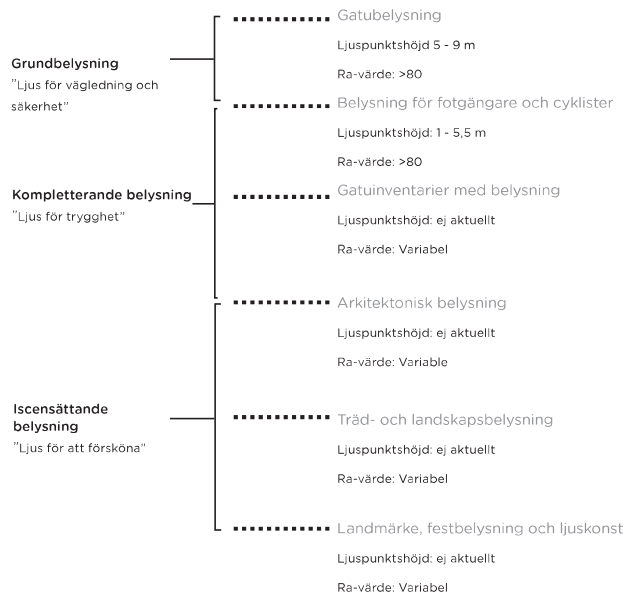 Grundbelysning
"Ljus för vägledning och
säkerhet"
Gatubelysning
Ljuspunktshöjd 5 - 9 m
Ra-värde: >80
Kompletterande belysning
"Ljus för trygghet"
Belysning för fotgängare och cyklister
Ljuspunktshöjd: 1 - 5,5 m
Ra-värde: >80
Gatuinventarier med belysning
Ljuspunktshöjd: ej aktuellt
Ra-värde: Variabel
Iscensättande
belysning
"Ljus för att försköna"
Arkitektonisk belysning
Ljuspunktshöjd: ej aktuellt
Ra-värde: Variable
Träd- och landskapsbelysning
Ljuspunktshöjd: ej aktuellt
Ra-värde: Variabel
Landmärke, festbelysning och ljuskonst
Ljuspunktshöjd: ej aktuellt
Ra-värde: Variabel